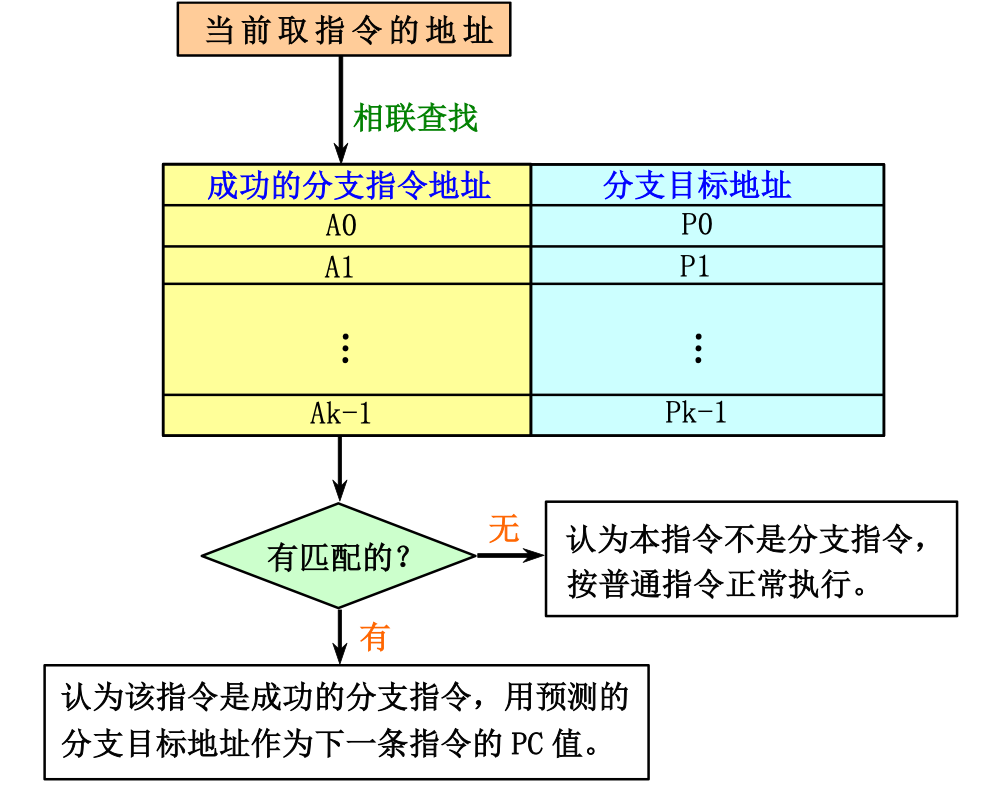 当前取指令的地址
相联查找
成功的分支指令地址 分支目标地址
A0 P0
A1 P1
⋮ ⋮
Ak-1 Pk-1
有匹配的？
无
认为本指令不是分支指令，
按普通指令正常执行。
有
认为该指令是成功的分支指令，用预测的
分支目标地址作为下一条指令的 PC 值。